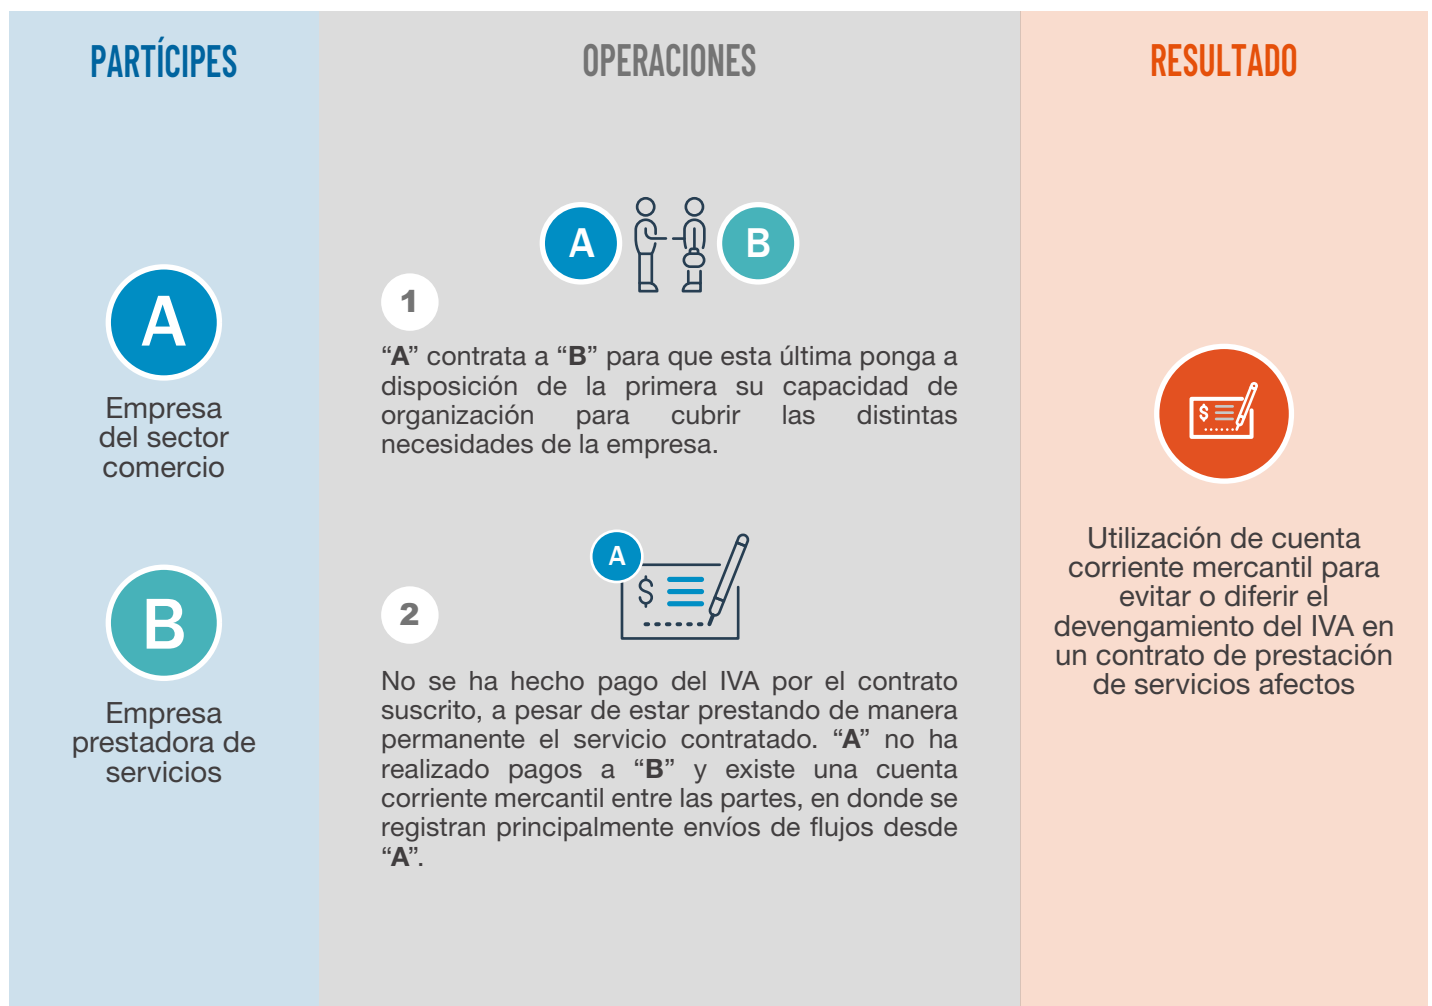 PARTÍCIPES
A
Empresa
del sector
comercio
B
Empresa
prestadora de
servicios
OPERACIONES
A
B
1
“A” contrata a “B” para que esta última ponga a
disposición de la primera su capacidad de
organización para cubrir las distintas
necesidades de la empresa.
A
$
2
No se ha hecho pago del IVA por el contrato
suscrito, a pesar de estar prestando de manera
permanente el servicio contratado. “A” no ha
realizado pagos a “B” y existe una cuenta
corriente mercantil entre las partes, en donde se
registran principalmente envíos de flujos desde
“A”.
RESULTADO
$
Utilización de cuenta
corriente mercantil para
evitar o diferir el
devengamiento del IVA en
un contrato de prestación
de servicios afectos